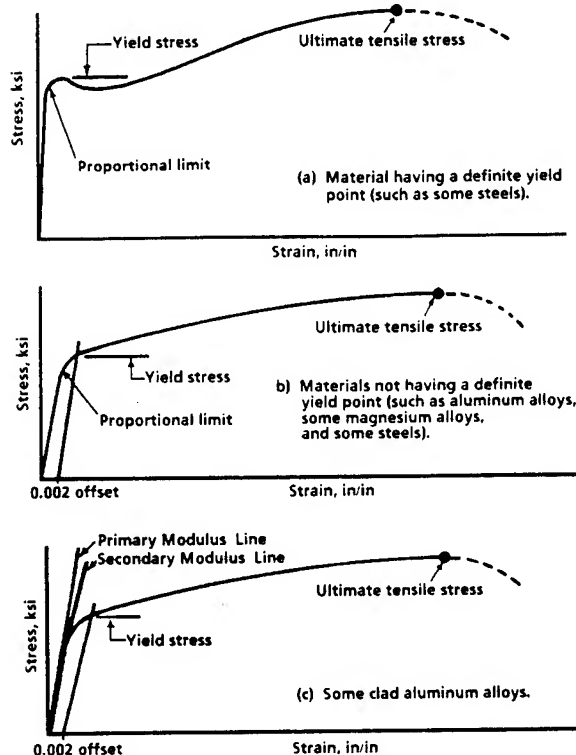 Yield stress
Ultimate tensile stress
Stress, ksi
Proportional limit
(a) Material having a definite yield
point (such as some steels).
Strain, in/in
Stress, ksi
Ultimate tensile stress
Yield stress
Proportional limit
b) Materials not having a definite
yield point (such as aluminum alloys,
some magnesium alloys,
and some steels).
0.002 offset
Strain, in/in
Primary Modulus Line
Secondary Modulus Line
Stress, ksi
Ultimate tensile stress
Yield stress
(c) Some clad aluminum alloys.
0.002 offset
Strain, in/in